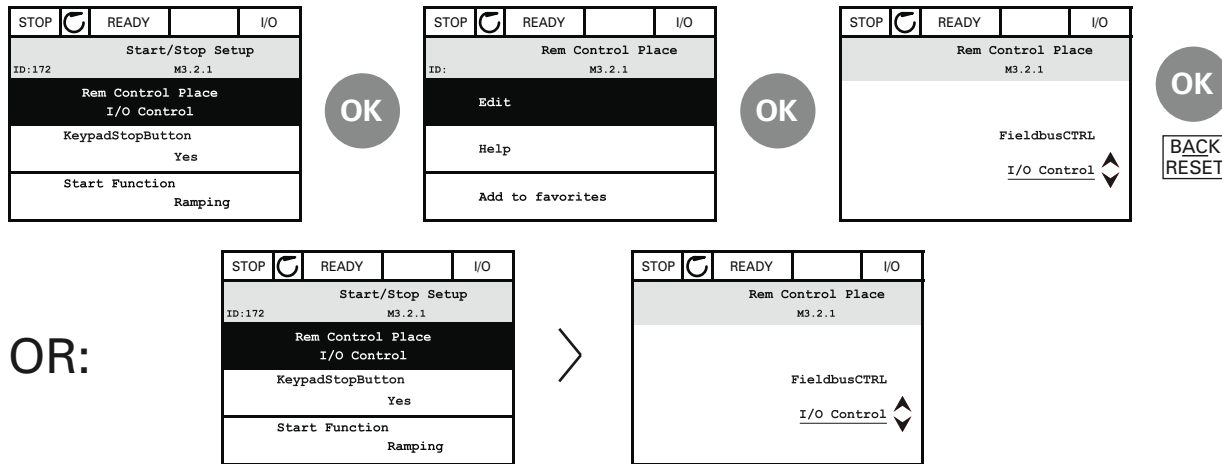 STOP READY I/O
Start/Stop Setup
ID:172 M3.2.1
Rem Control Place
I/O Control
KeypadStopButton
Yes
Start Function
Ramping
OK
STOP READY I/O
Rem Control Place
ID: M3.2.1
Edit
Help
Add to favorites
OK
STOP READY I/O
Rem Control Place
M3.2.1
FieldbusCTRL
I/O Control
OK
BACK
RESET
OR:
STOP READY I/O
Start/Stop Setup
ID:172 M3.2.1
Rem Control Place
I/O Control
KeypadStopButton
Yes
Start Function
Ramping
STOP READY I/O
Rem Control Place
M3.2.1
FieldbusCTRL
I/O Control